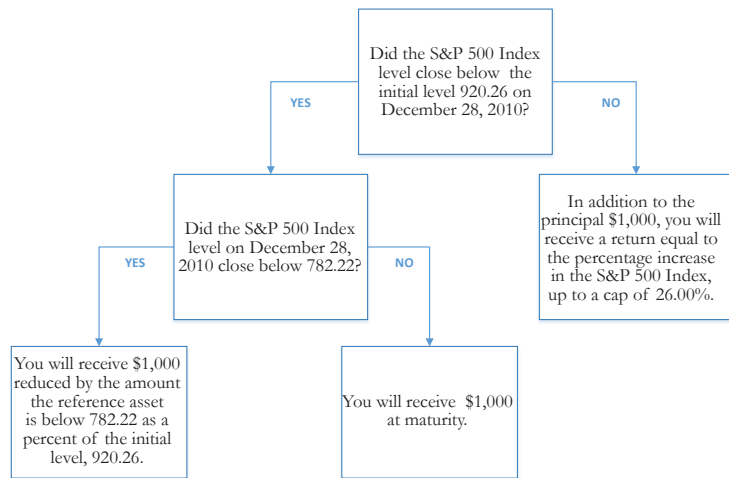 Did the S&P 500 Index
level close below the
initial level 920.26 on
December 28, 2010?
YES
NO
Did the S&P 500 Index
level on December 28,
2010 close below 782.22?
In addition to the
principal $1,000, you will
receive a return equal to
the percentage increase
in the S&P 500 Index,
up to a cap of 26.00%.
YES
NO
You will receive $1,000
reduced by the amount
the reference asset
is below 782.22 as a
percent of the initial
level, 920.26.
You will receive $1,000
at maturity.